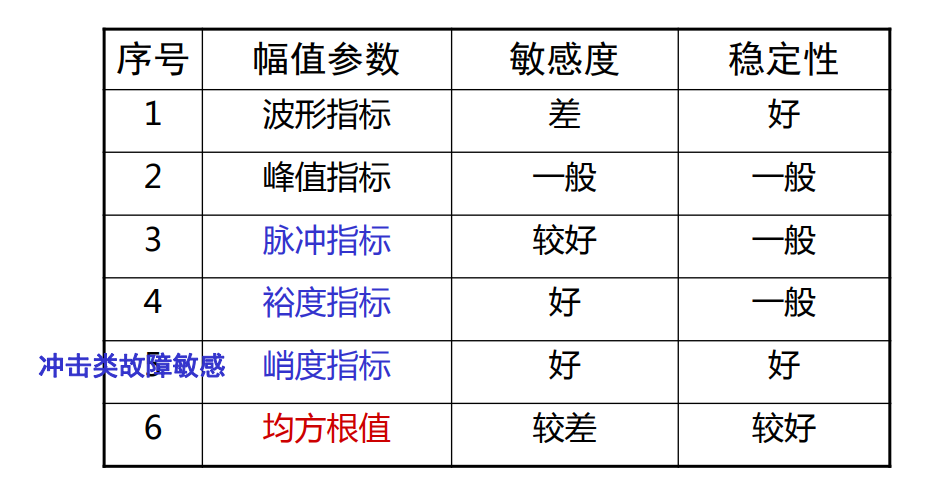 序号 幅值参数 敏感度 稳定性
1 波形指标 差 好
2 峰值指标 一般 一般
3 脉冲指标 较好 一般
4 裕度指标 好 一般
冲击类故障敏感
5 峭度指标 好 好
6 均方根值 较差 较好